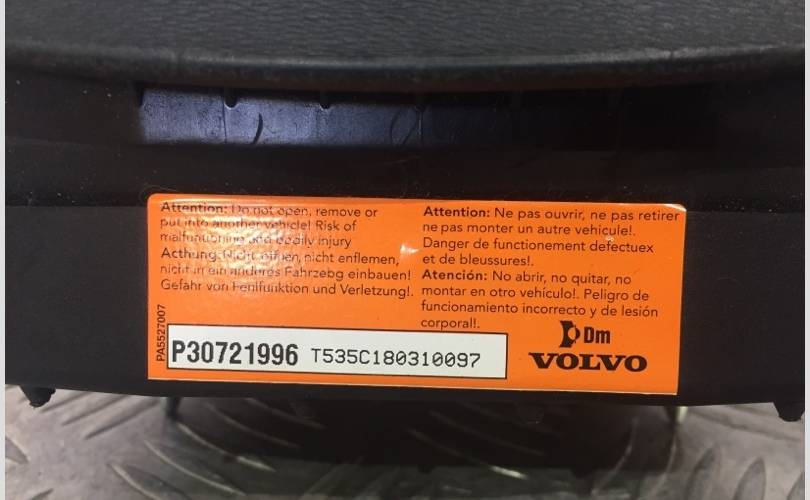 Attention: Do not open, remove or
put into another vehicle! Risk of
malfunctioning and bodily injury
Achtung: Nicht öffnen, nicht enflemen,
nicht in ein anderes Fahrzebg einbauen!
Gefahr von Fehlfunktion und Verletzung!.
Attention: Ne pas ouvrir, ne pas retirer
ne pas monter un autre vehicule!.
Danger de functionement defectuex
et de bleussures!.
Atención: No abrir, no quitar, no
montar en otro vehículo!. Peligro de
funcionamiento incorrecto y de lesión
corporal!.
PA5527007
P30721996 T535C180310097
Dm
VOLVO